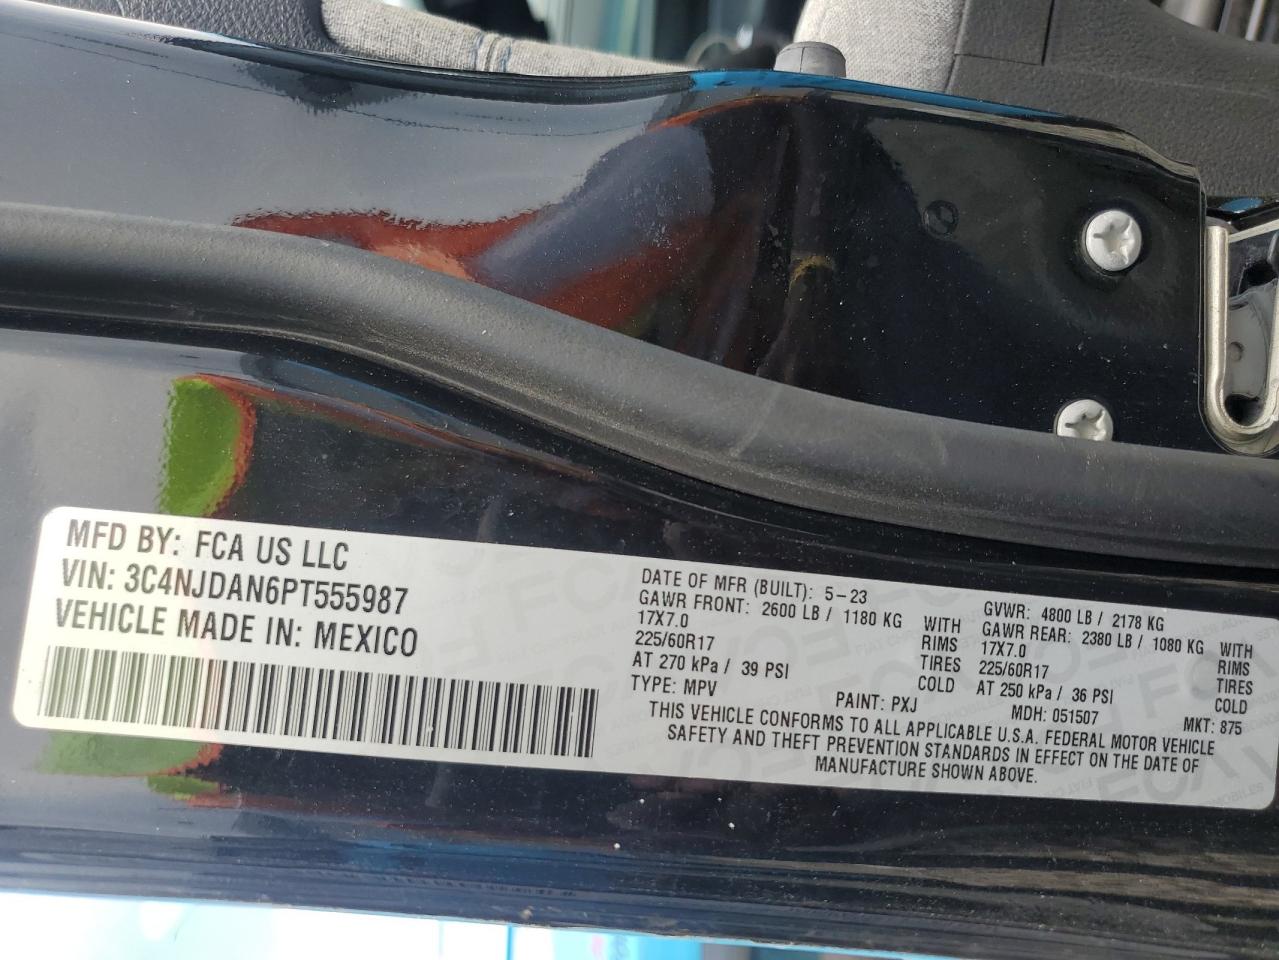 MFD BY: FCA US LLC
VIN: 3C4NJDAN6PT555987
VEHICLE MADE IN: MEXICO
DATE OF MFR (BUILT): 5-23
GAWR FRONT: 2600 LB / 1180 KG WITH
17X7.0 RIMS
225/60R17 TIRES
AT 270 kPa / 39 PSI COLD
TYPE: MPV PAINT: PXJ
GVWR: 4800 LB / 2178 KG
GAWR REAR: 2380 LB / 1080 KG WITH
17X7.0 RIMS
225/60R17 TIRES
AT 250 kPa / 36 PSI COLD
MDH: 051507 MKT: 875
THIS VEHICLE CONFORMS TO ALL APPLICABLE U.S.A. FEDERAL MOTOR VEHICLE
SAFETY AND THEFT PREVENTION STANDARDS IN EFFECT ON THE DATE OF
MANUFACTURE SHOWN ABOVE.